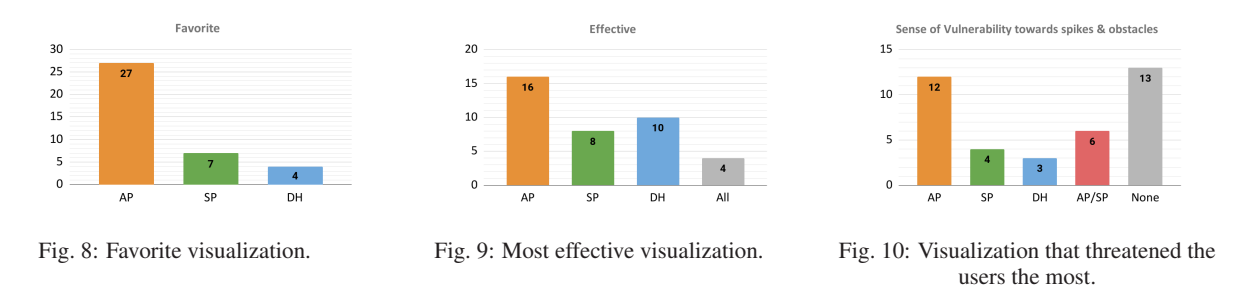 Favorite
30
25
20
15
10
5
0
27
7
4
AP SP DH
Fig. 8: Favorite visualization.
Effective
20
15
10
5
0
16
8
10
4
AP SP DH All
Fig. 9: Most effective visualization.
Sense of Vulnerability towards spikes & obstacles
15
10
5
0
12
4
3
6
13
AP SP DH AP/SP None
Fig. 10: Visualization that threatened the
users the most.